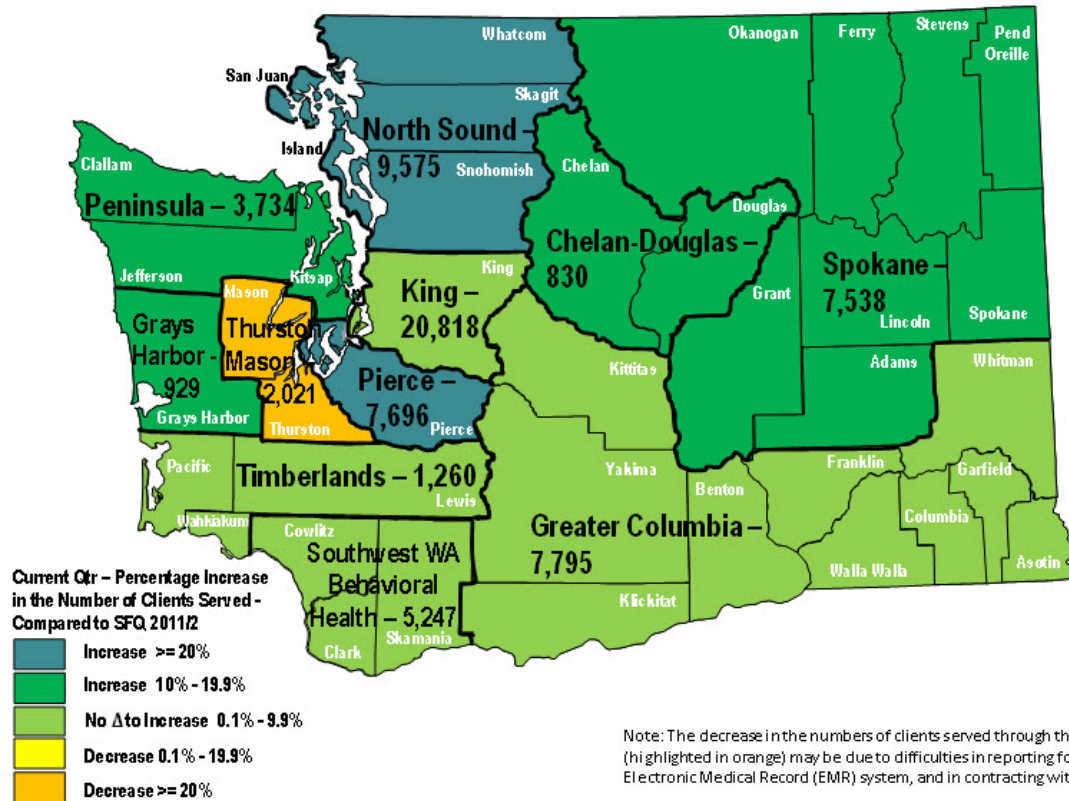 Whatcom
Okanogan
Ferry
Stevens
Pend
Oreille
San Juan
Skagit
Island
North Sound –
9,575
Snohomish
Chelan
Clallam
Peninsula – 3,734
Douglas
Chelan-Douglas –
830
Jefferson
Kitsap
King
King –
20,818
Grant
Spokane –
7,538
Lincoln
Spokane
Mason
Grays
Harbor -
929
Thurston
Mason -
2,021
Grays Harbor
Thurston
Pierce –
7,696
Pierce
Kittitas
Adams
Whitman
Pacific
Timberlands – 1,260
Lewis
Yakima
Benton
Franklin
Garfield
Wahkiakum
Cowlitz
Greater Columbia –
7,795
Columbia
Walla Walla
Asotin
Southwest WA
Behavioral
Health – 5,247
Skamania
Clark
Klickitat
Current Qtr – Percentage Increase
in the Number of Clients Served -
Compared to SFQ 2011/2
Increase >= 20%
Increase 10% - 19.9%
No Δ to Increase 0.1% - 9.9%
Decrease 0.1% - 19.9%
Decrease >= 20%
Note: The decrease in the numbers of clients served through th
(highlighted in orange) may be due to difficulties in reporting fo
Electronic Medical Record (EMR) system, and in contracting wit